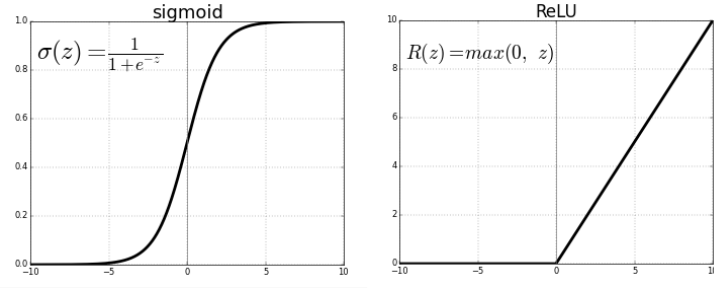 sigmoid
σ(z) = 1/(1+e^{-z})
1.0
0.8
0.6
0.4
0.2
0.0
−10 −5 0 5 10
ReLU
R(z) = max(0, z)
10
8
6
4
2
0
−10 −5 0 5 10